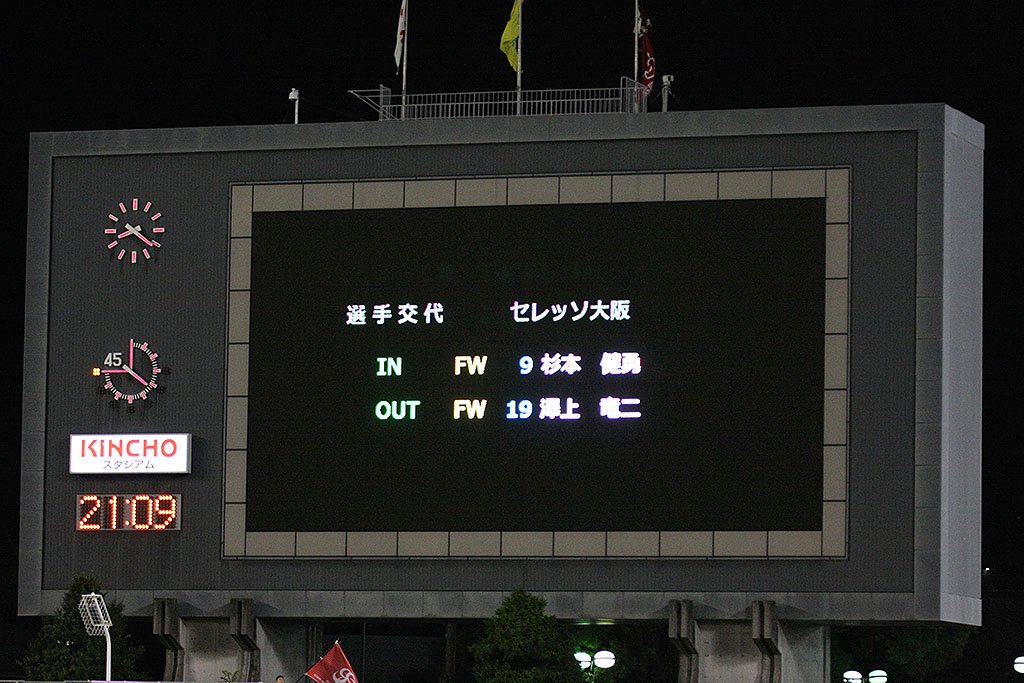 選手交代 セレッソ大阪
IN FW 9 杉本 健勇
OUT FW 19 澤上 竜二
45
KiNCHO
スタジアム
21:09